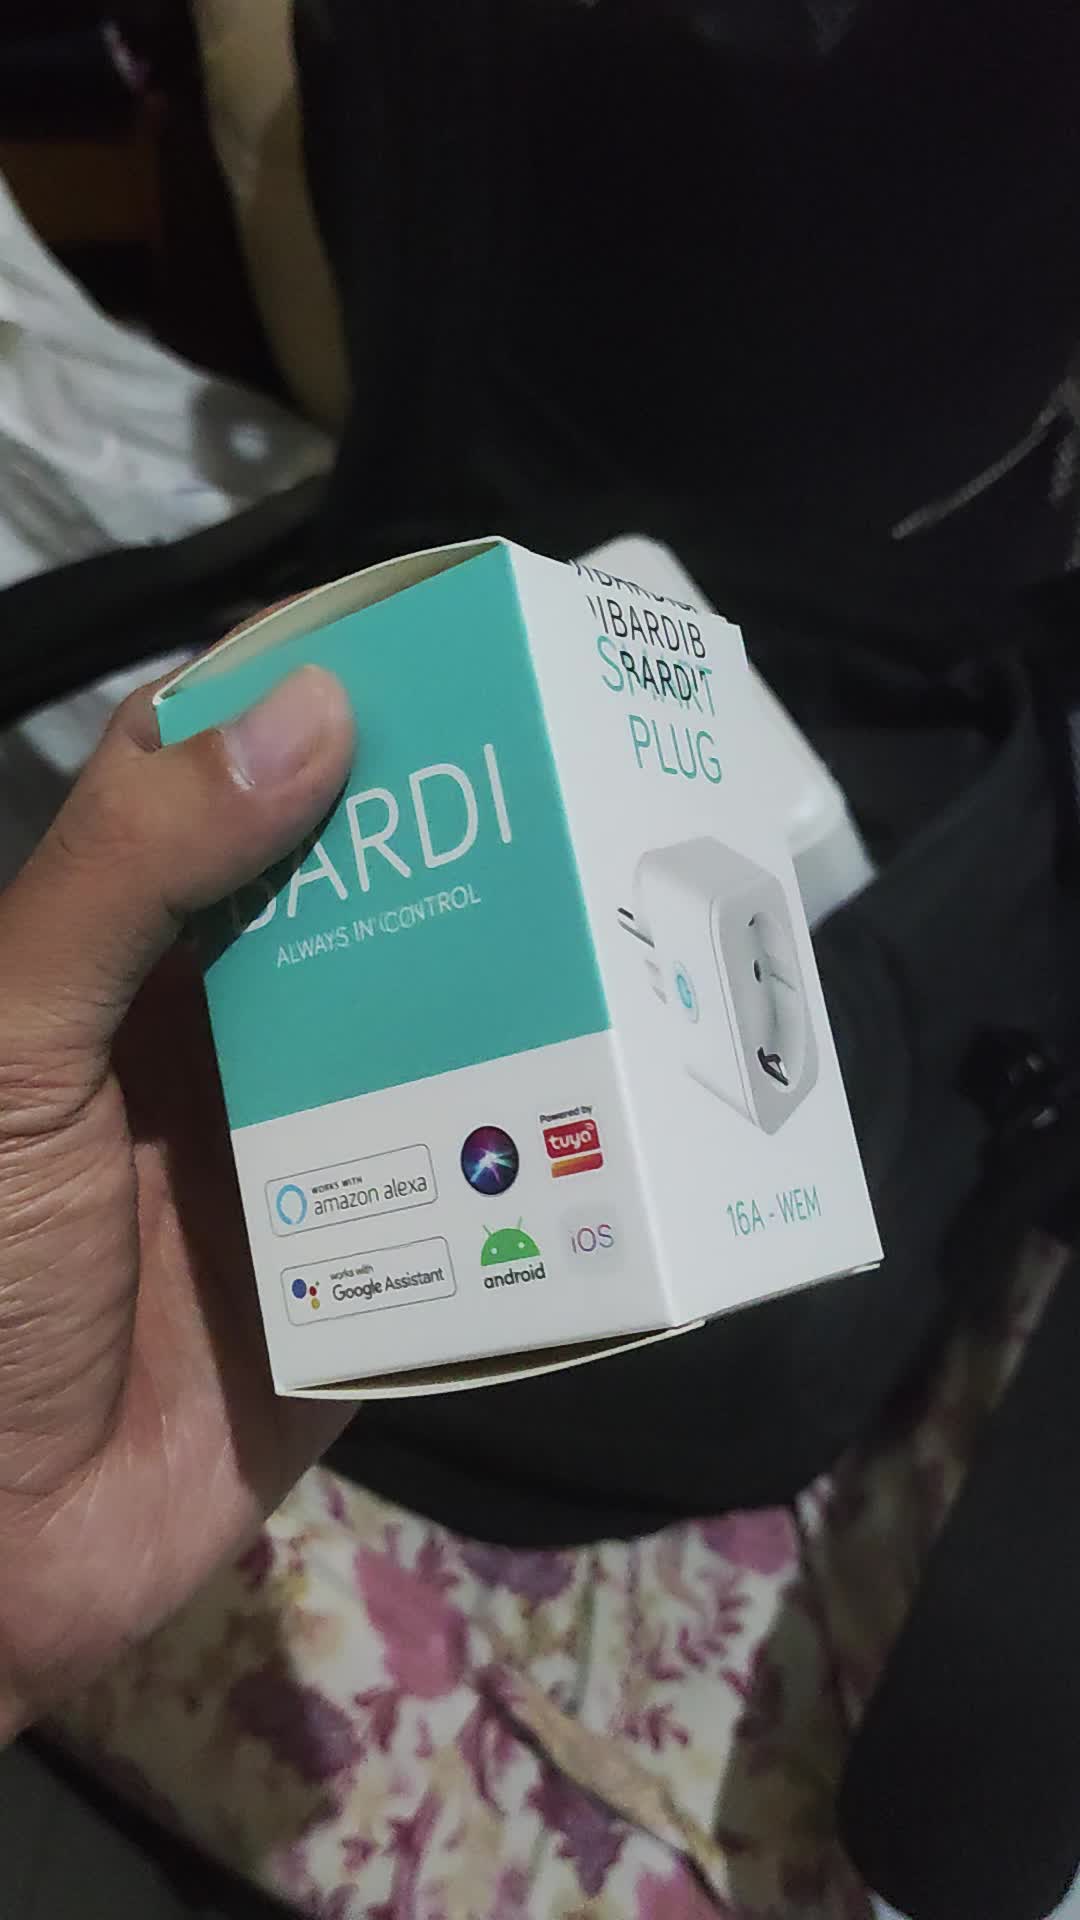 BARDI
ALWAYS IN CONTROL
WORKS WITH
amazon alexa
works with
Google Assistant
Powered by
tuya
android
iOS
SMART
PLUG
16A - WEM